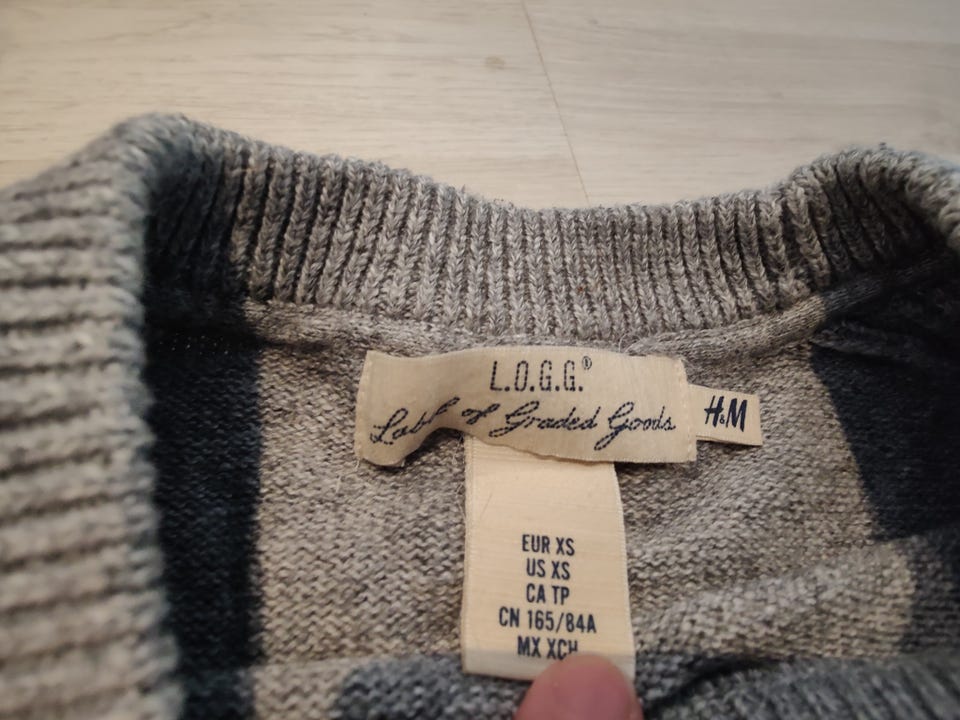 L.O.G.G.®
Label of Graded Goods
H&M
EUR XS
US XS
CA TP
CN 165/84A
MX XCH